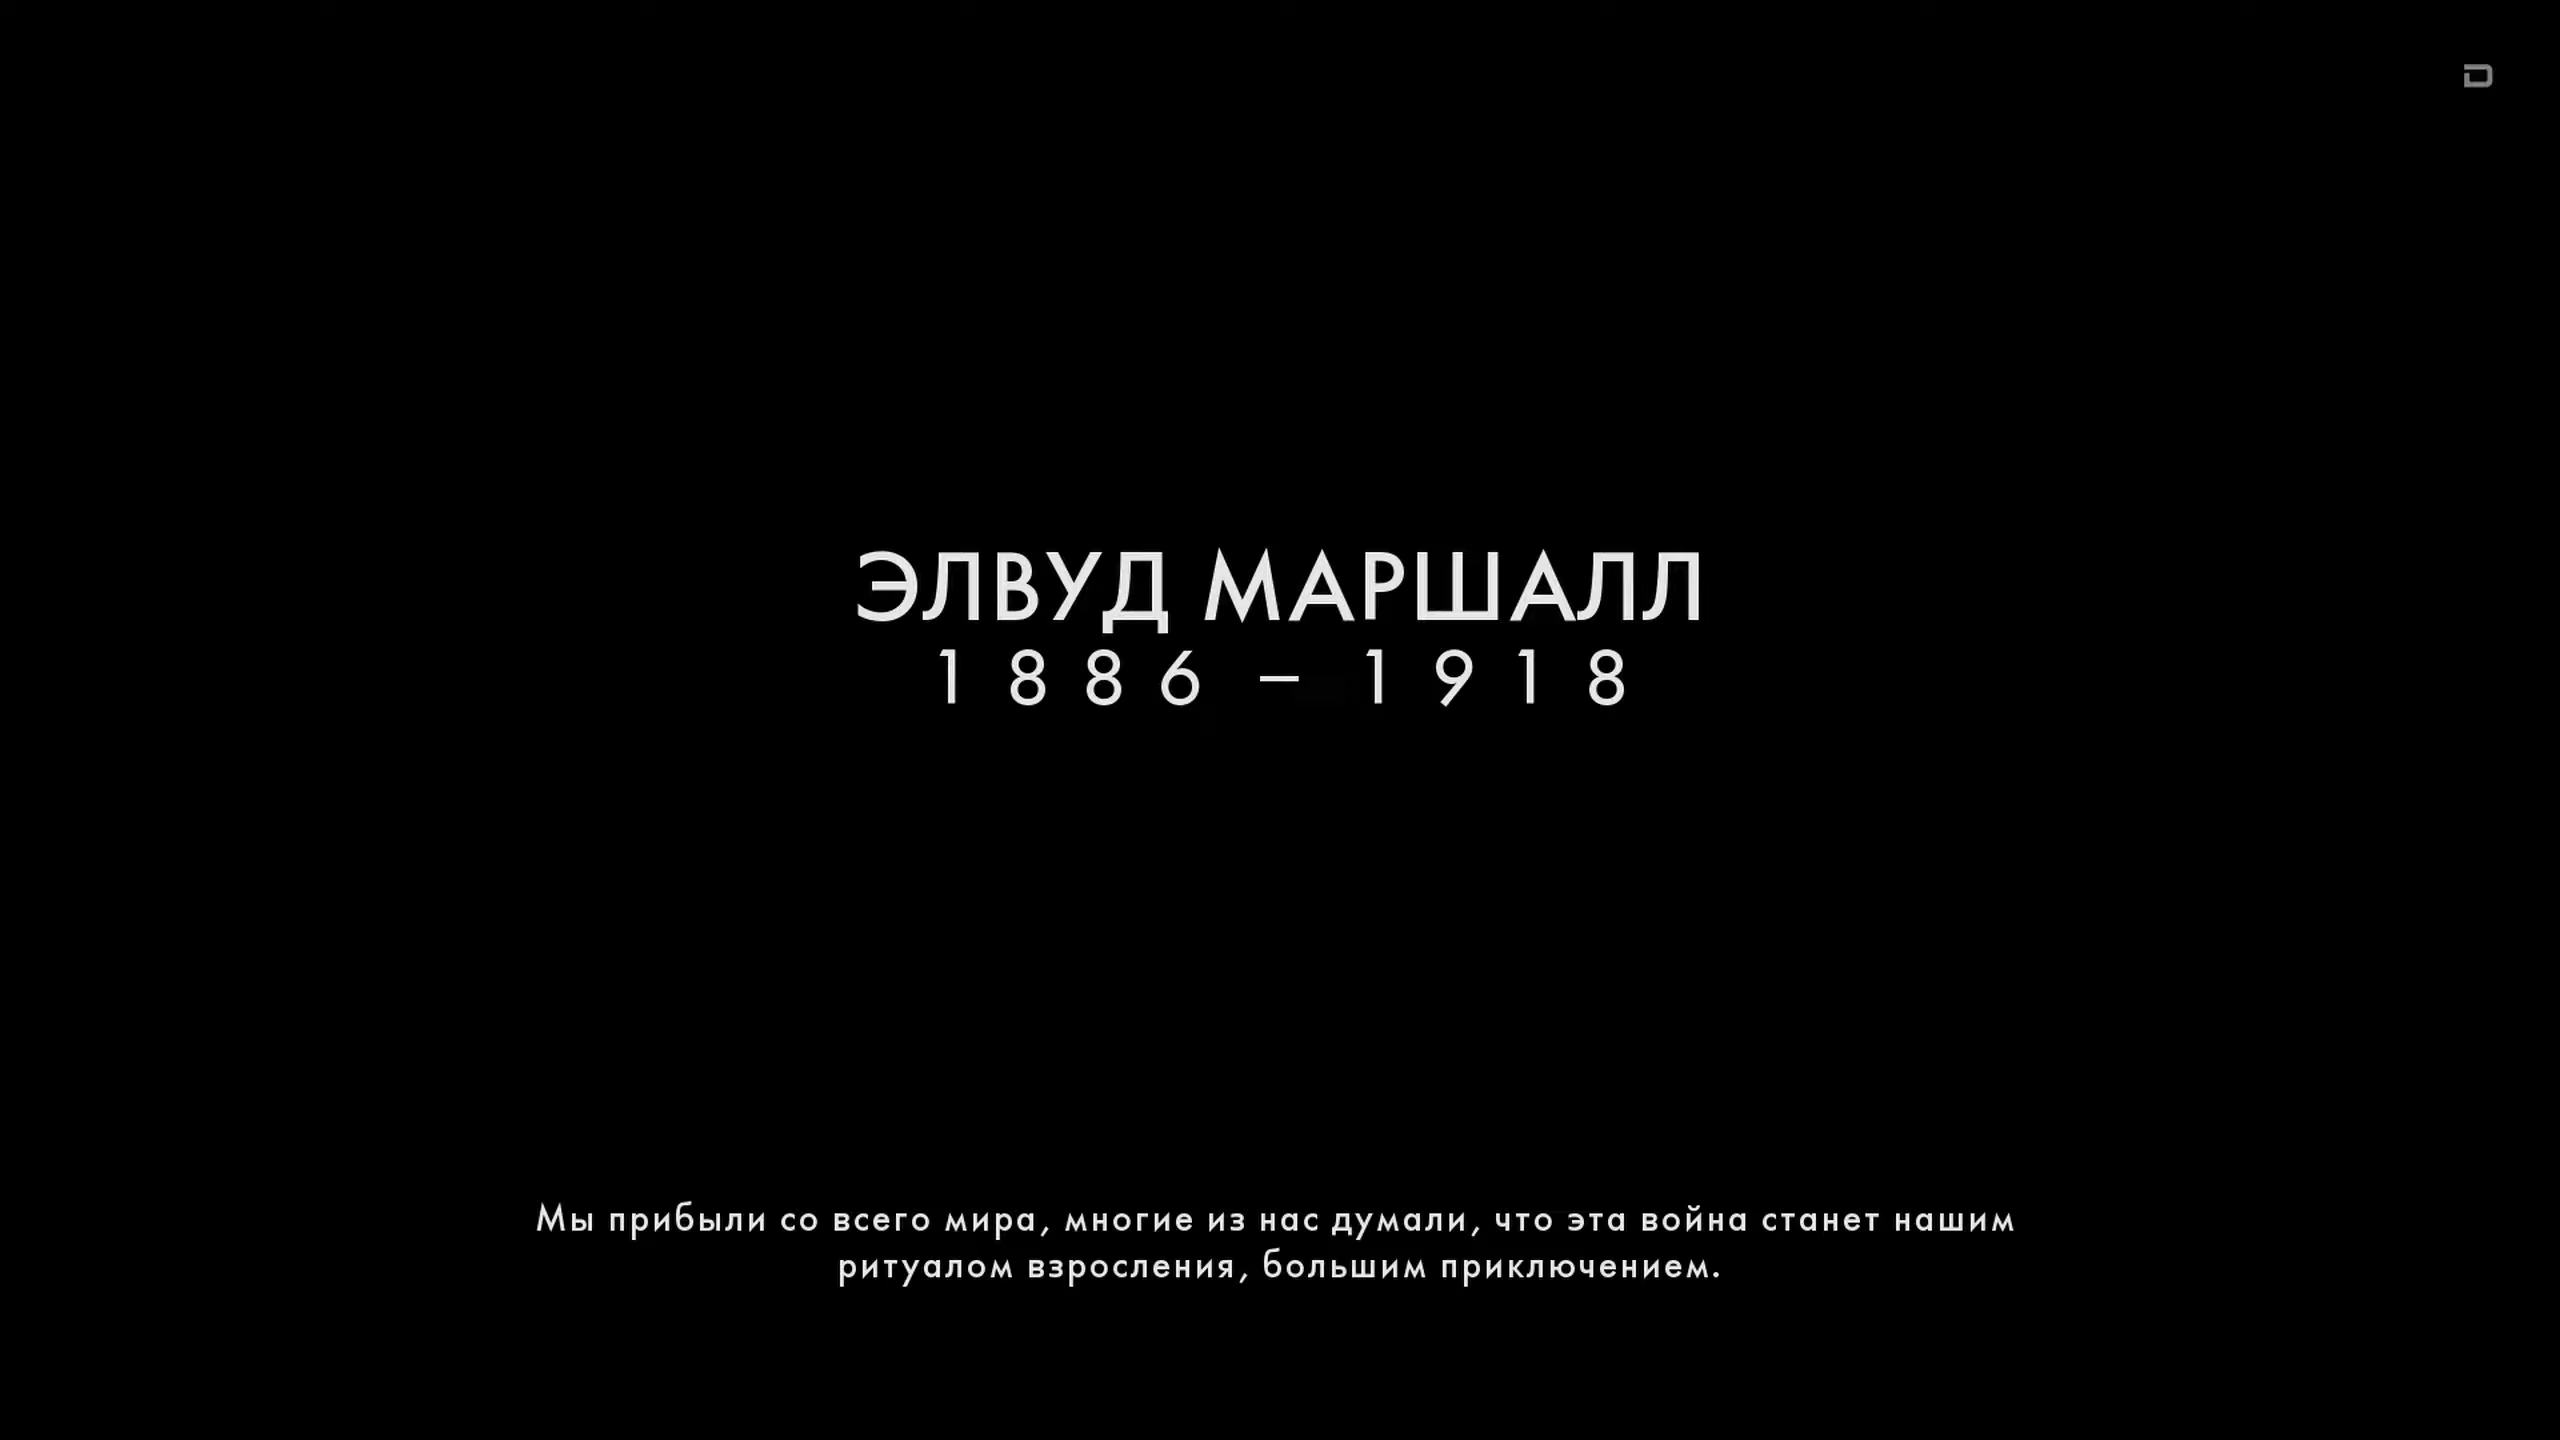 ЭЛВУД МАРШАЛЛ
1886 – 1918
Мы прибыли со всего мира, многие из нас думали, что эта война станет нашим
ритуалом взросления, большим приключением.